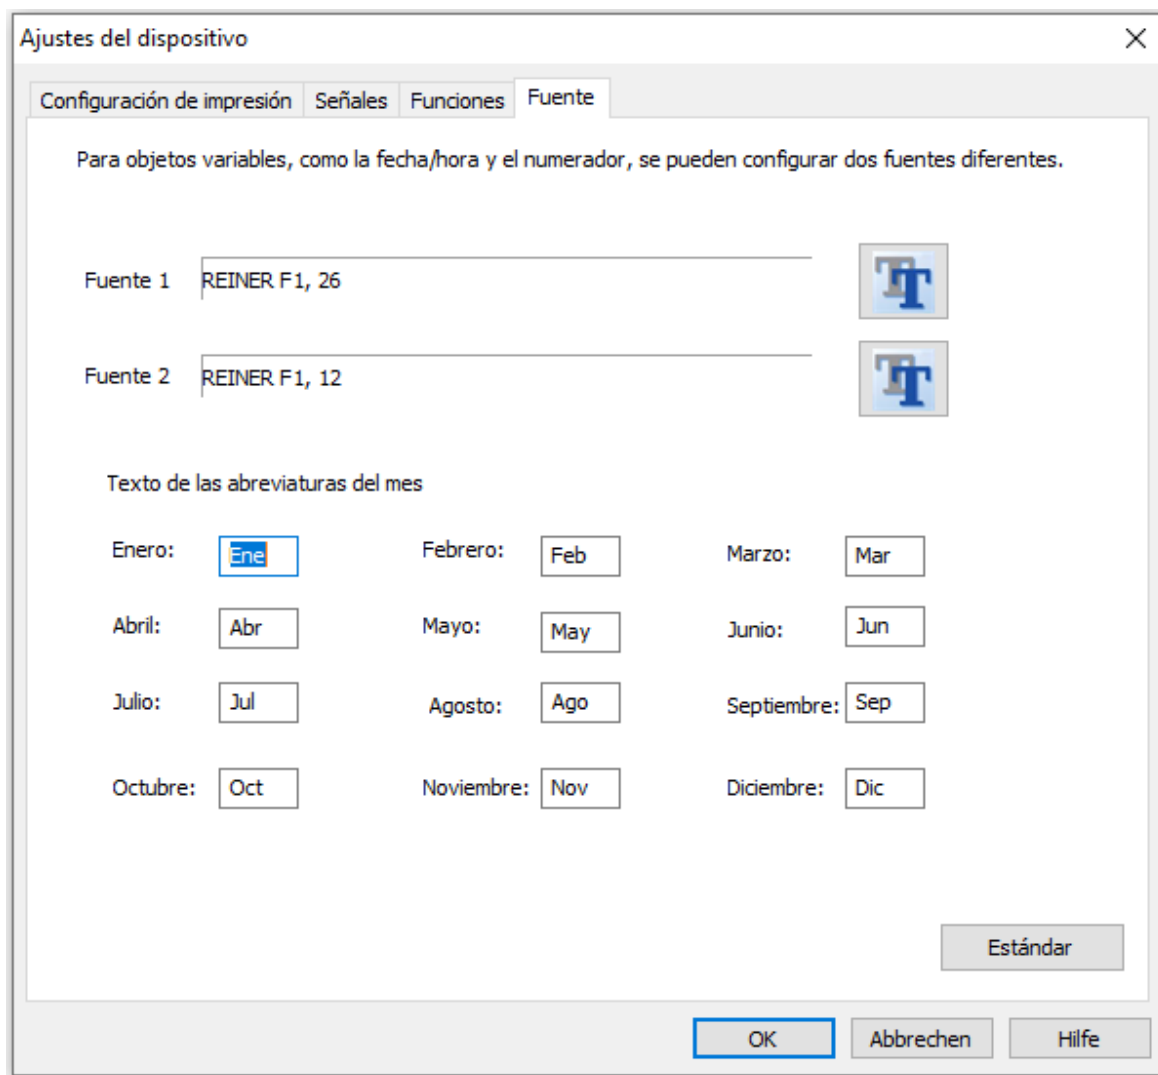 Ajustes del dispositivo
Configuración de impresión Señales Funciones Fuente
Para objetos variables, como la fecha/hora y el numerador, se pueden configurar dos fuentes diferentes.
Fuente 1 REINER F1, 26
Fuente 2 REINER F1, 12
Texto de las abreviaturas del mes
Enero: Ene Febrero: Feb Marzo: Mar
Abril: Abr Mayo: May Junio: Jun
Julio: Jul Agosto: Ago Septiembre: Sep
Octubre: Oct Noviembre: Nov Diciembre: Dic
Estándar
OK Abbrechen Hilfe